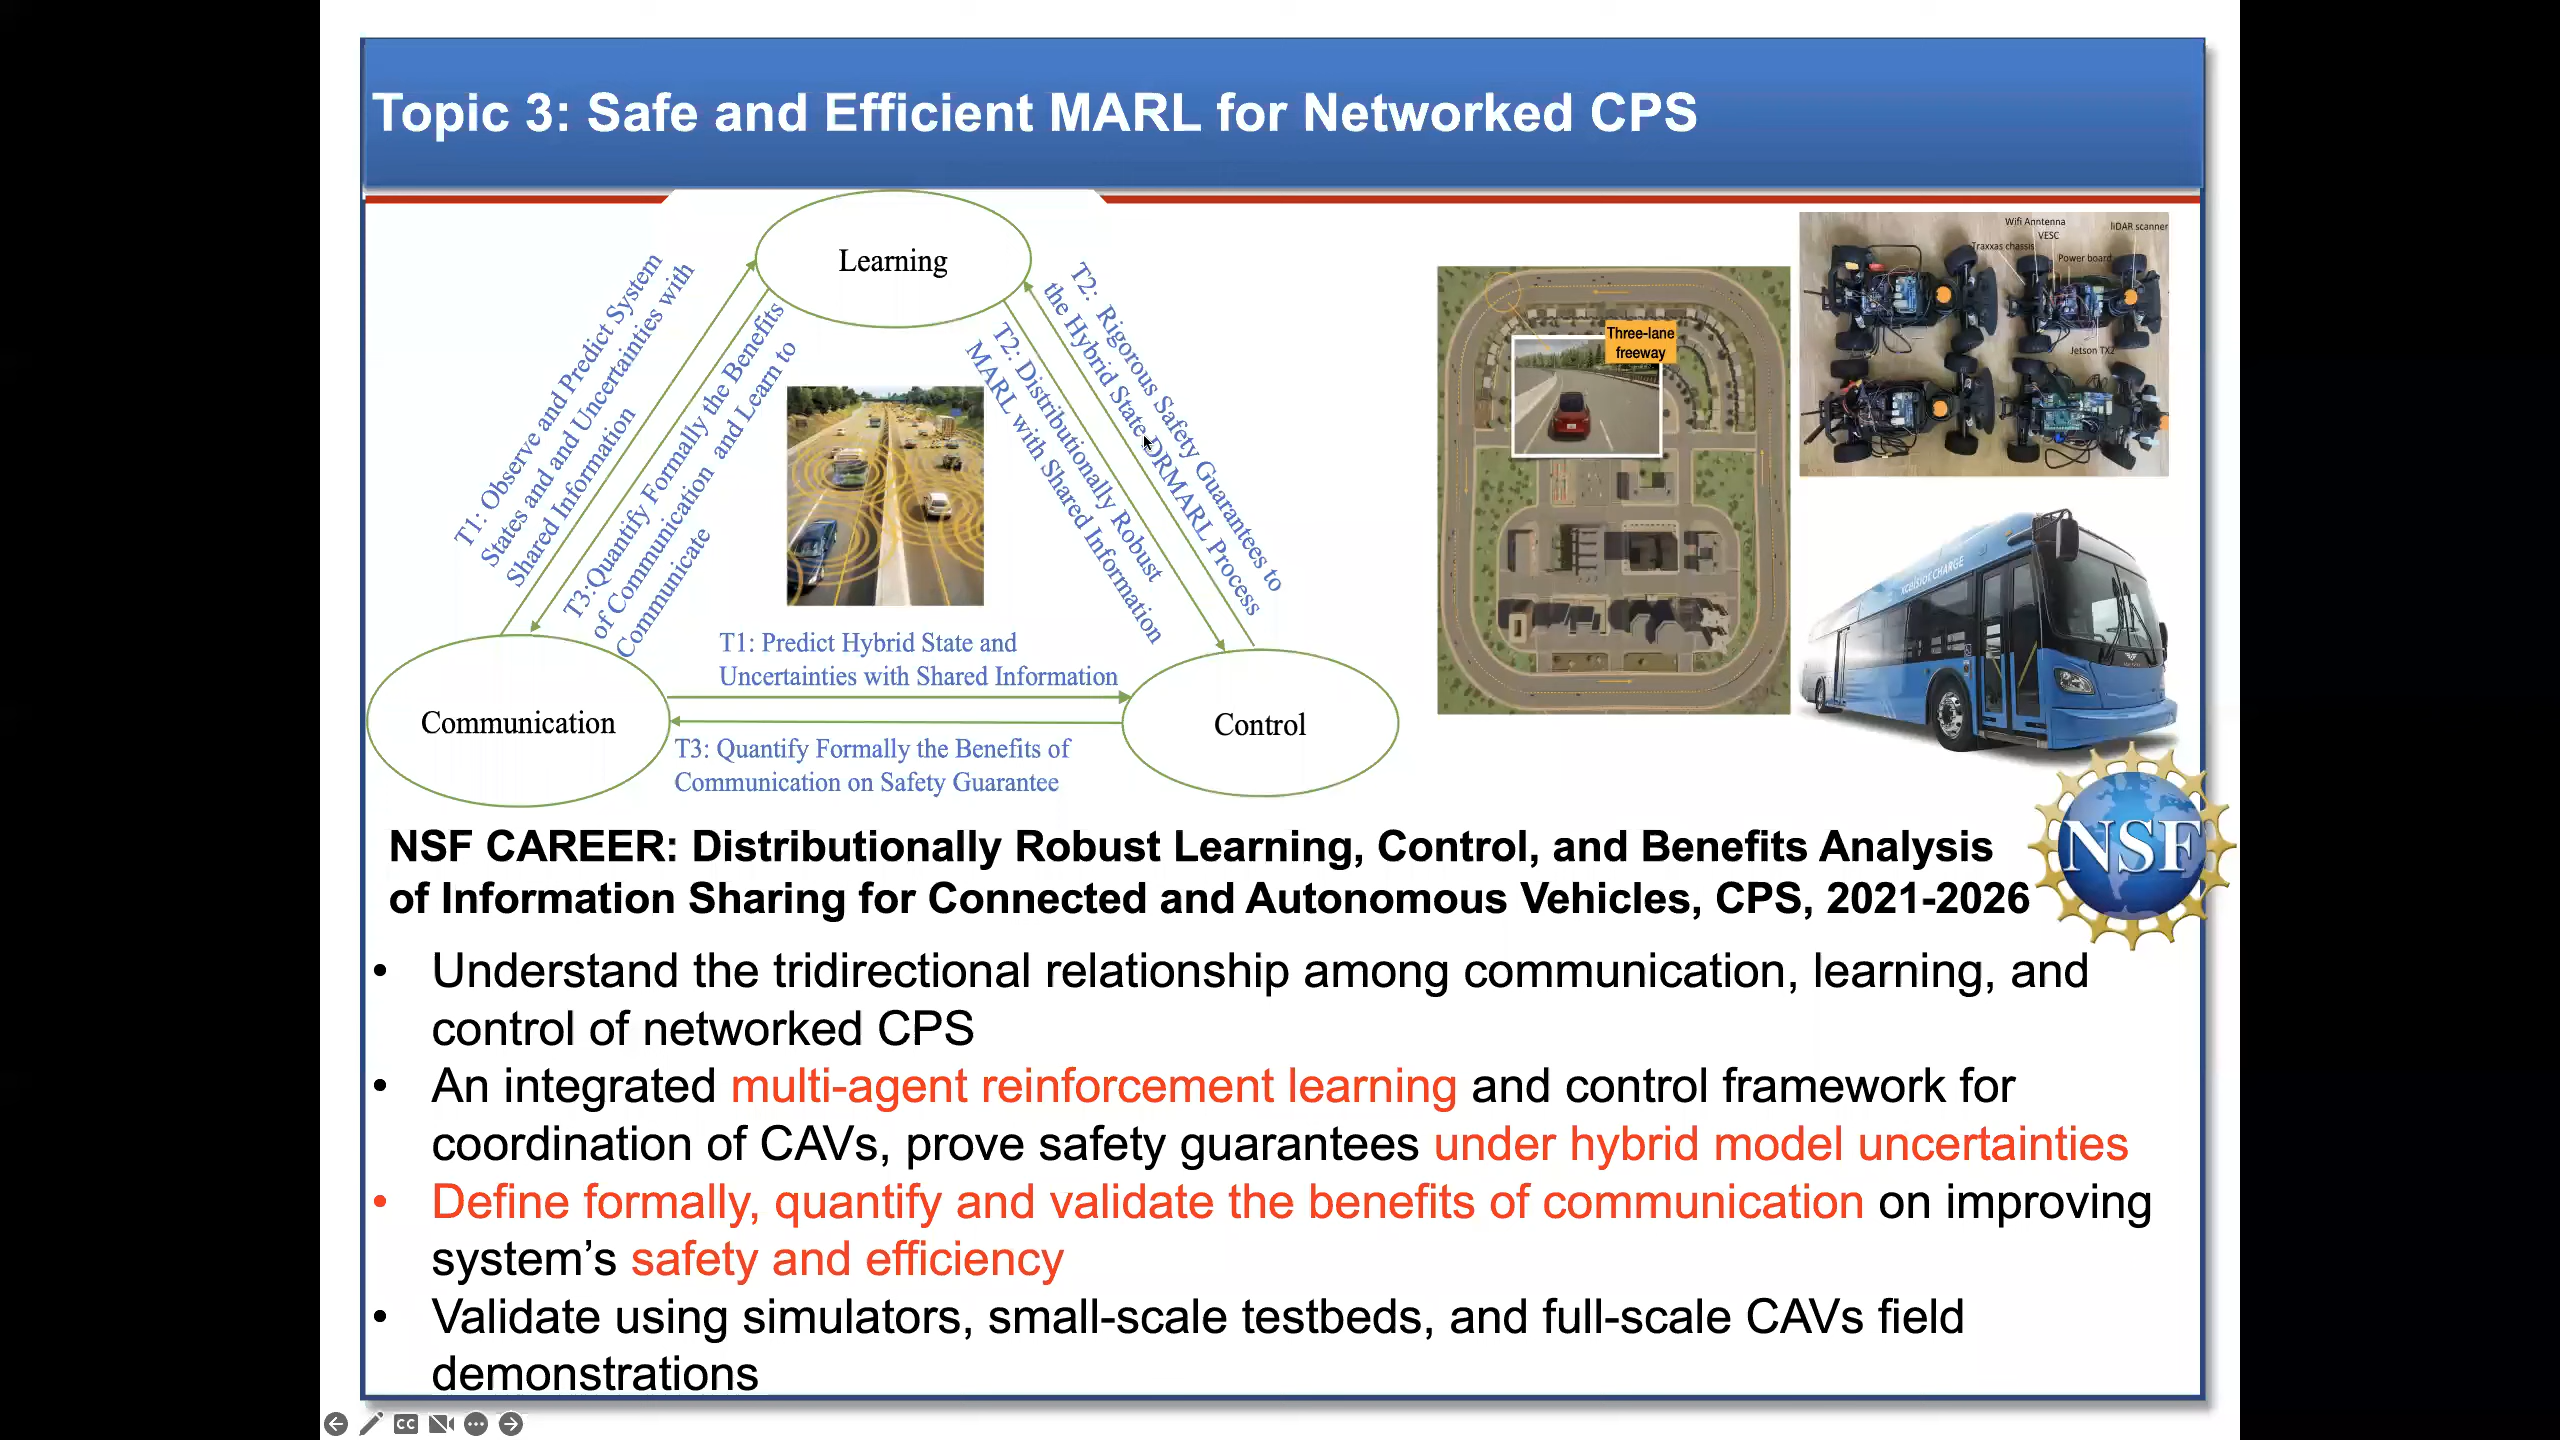 Topic 3: Safe and Efficient MARL for Networked CPS
Learning
T1: Observe and Predict System
States and and Uncertainties with
Shared Information
T3:Quantify Formally the Benefits
of Communication and Learn to
Communicate
T2: Distributionally Robust
MARL with Shared Information
T2: Rigorous Safety Guarantees to
the Hybrid State DRMARL Process
T1: Predict Hybrid State and
Uncertainties with Shared Information
Communication
Control
T3: Quantify Formally the Benefits of
Communication on Safety Guarantee
Three-lane
freeway
Wifi Anntenna
liDAR scanner
VESC
Traxxas chassis
Power board
Jetson TX2
xcelsior CHARGE
NSF
NSF CAREER: Distributionally Robust Learning, Control, and Benefits Analysis
of Information Sharing for Connected and Autonomous Vehicles, CPS, 2021-2026
• Understand the tridirectional relationship among communication, learning, and
control of networked CPS
• An integrated multi-agent reinforcement learning and control framework for
coordination of CAVs, prove safety guarantees under hybrid model uncertainties
• Define formally, quantify and validate the benefits of communication on improving
system’s safety and efficiency
• Validate using simulators, small-scale testbeds, and full-scale CAVs field
demonstrations
CC